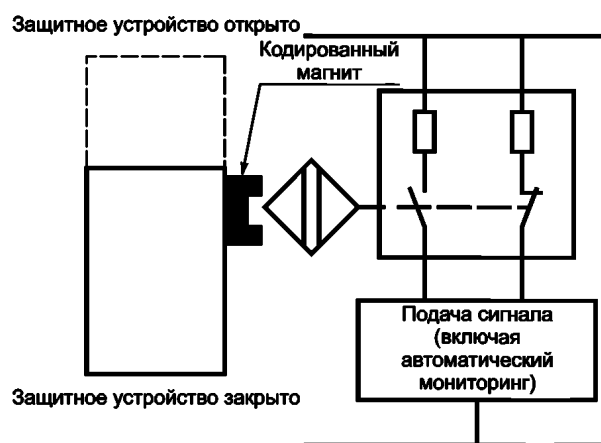 Защитное устройство открыто
Кодированный
магнит
Подача сигнала
(включая
автоматический
мониторинг)
Защитное устройство закрыто